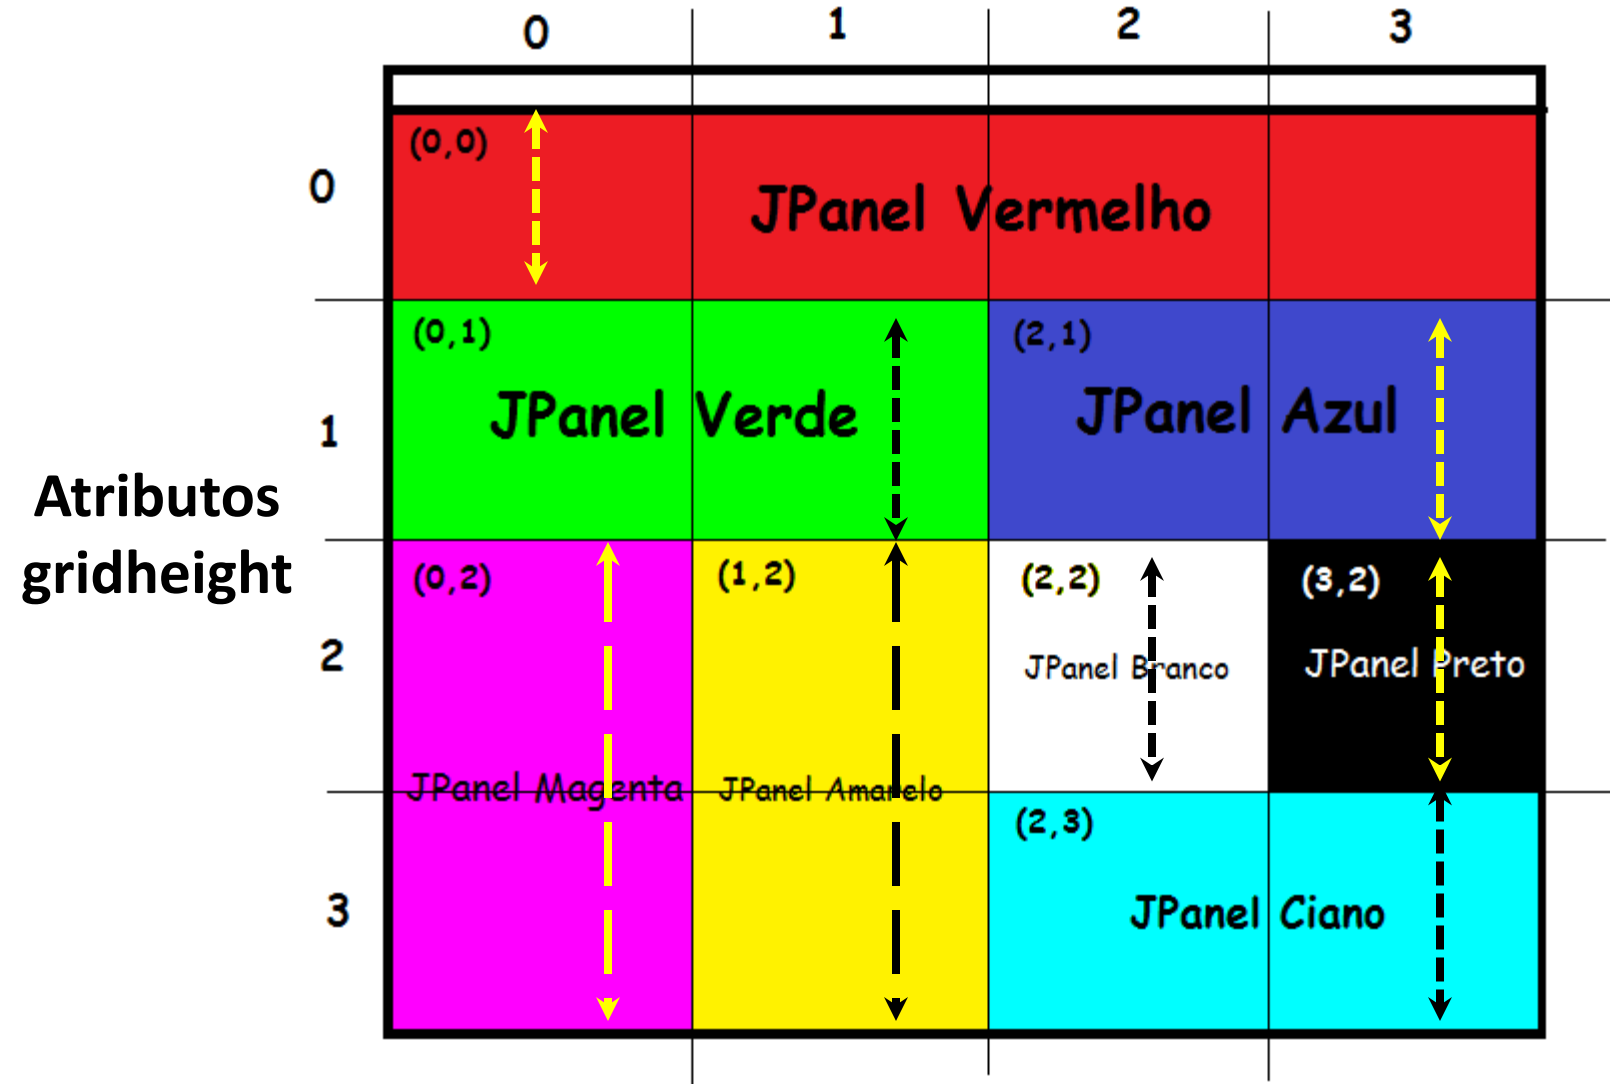 0 1 2 3
0
(0,0)
JPanel Vermelho
1
(0,1)
JPanel Verde
(2,1)
JPanel Azul
Atributos
gridheight
2
(0,2)
JPanel Magenta
(1,2)
JPanel Amarelo
(2,2)
JPanel Branco
(3,2)
JPanel Preto
3
(2,3)
JPanel Ciano